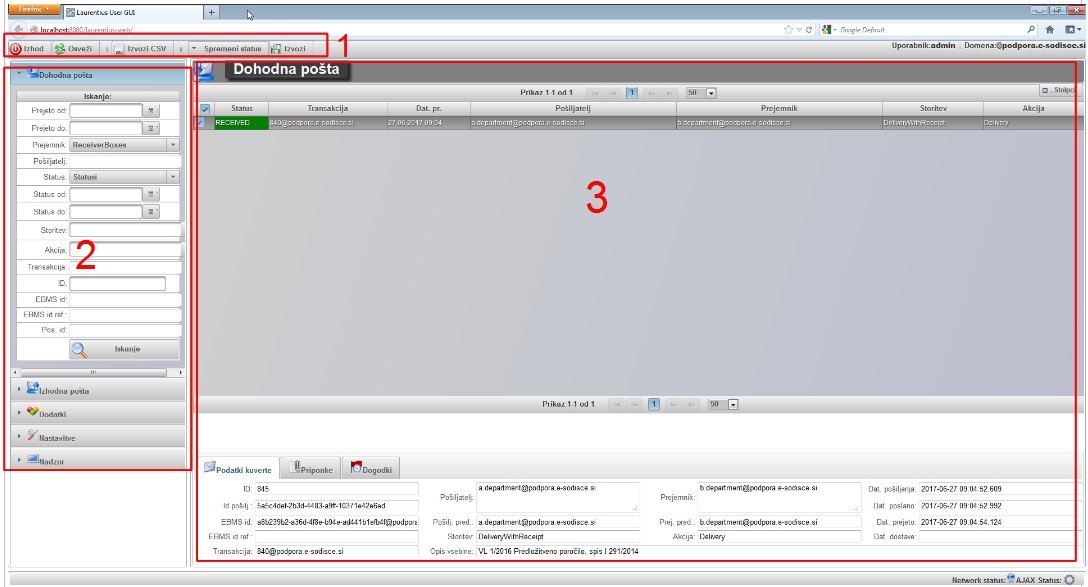 Firefox
Laurentius User GUI
localhost:8080/laurentius-web/
Google Default
Izhod Osveži Izvozi CSV Spremeni status Izvozi
1
Uporabnik:admin Domena:@podpora.e-sodisce.si
Dohodna pošta
Iskanje:
Prejeto od:
Prejeto do:
Prejemnik: ReceiverBoxes
Pošiljatelj:
Status: Statusi
Status od:
Status do:
Storitev:
Akcija:
2
Transakcija:
ID:
EBMS id:
EBMS id ref.:
Pos. id:
Iskanje
Izhodna pošta
Dodatki
Nastavitve
Nadzor
Dohodna pošta
Prikaz 1-1 od 1 1 50
Stolpci
Status Transakcija Dat. pr. Pošiljatelj Prejemnik Storitev Akcija
RECEIVED 840@podpora.e-sodisce.si 27.06.2017 09:04 a.department@podpora.e-sodisce.si b.department@podpora.e-sodisce.si DeliveryWithReceipt Delivery
3
Prikaz 1-1 od 1 1 50
Podatki kuverte Priponke Dogodki
ID: 845
Pošiljatelj: a.department@podpora.e-sodisce.si
Prejemnik: b.department@podpora.e-sodisce.si
Dat. pošiljanja: 2017-06-27 09:04:52.609
Id pošilj.: 5a5c4def-2b3d-4483-a9ff-10371e42e6ed
Dat. poslano: 2017-06-27 09:04:52.992
EBMS id: a8b239b2-a36d-4f8e-b94e-ad441b1efb4f@podpora
Pošilj. pred.: a.department@podpora.e-sodisce.si
Prej. pred.: b.department@podpora.e-sodisce.si
Dat. prejeto: 2017-06-27 09:04:54.124
EBMS id ref.:
Storitev: DeliveryWithReceipt
Akcija: Delivery
Dat. dostave:
Transakcija: 840@podpora.e-sodisce.si
Opis vsebine: VL 1/2016 Predložitveno poročilo, spis I 291/2014
Network status: AJAX Status: